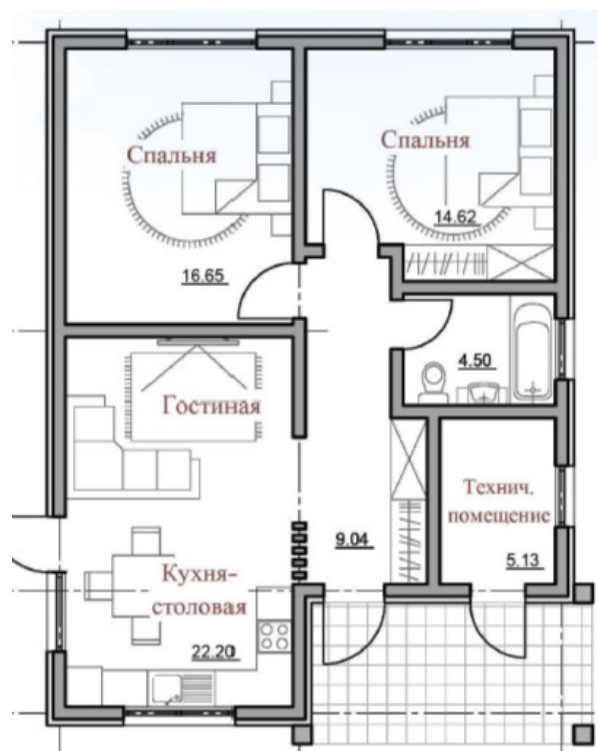 Спальня
Спальня
14.62
16.65
4.50
Гостиная
Технич.
помещение
9.04
5.13
Кухня-
столовая
22.20